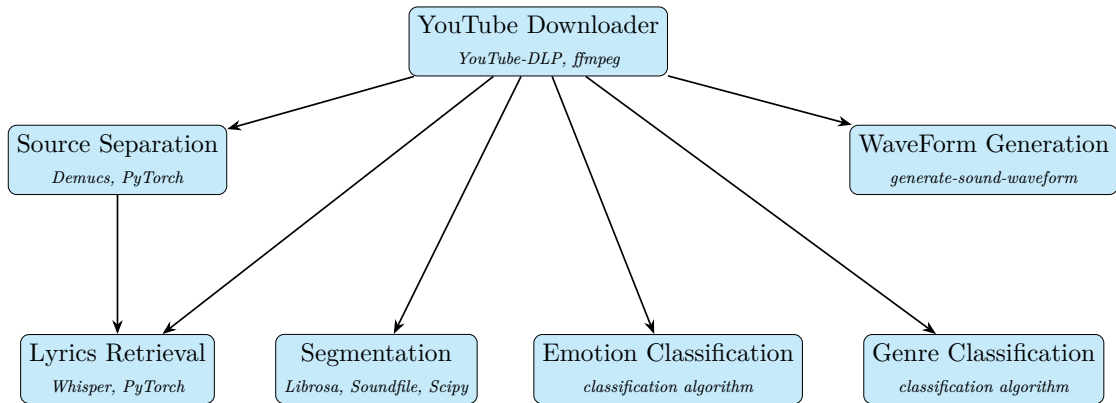 YouTube Downloader
YouTube-DLP, ffmpeg
Source Separation
Demucs, PyTorch
WaveForm Generation
generate-sound-waveform
Lyrics Retrieval
Whisper, PyTorch
Segmentation
Librosa, Soundfile, Scipy
Emotion Classification
classification algorithm
Genre Classification
classification algorithm